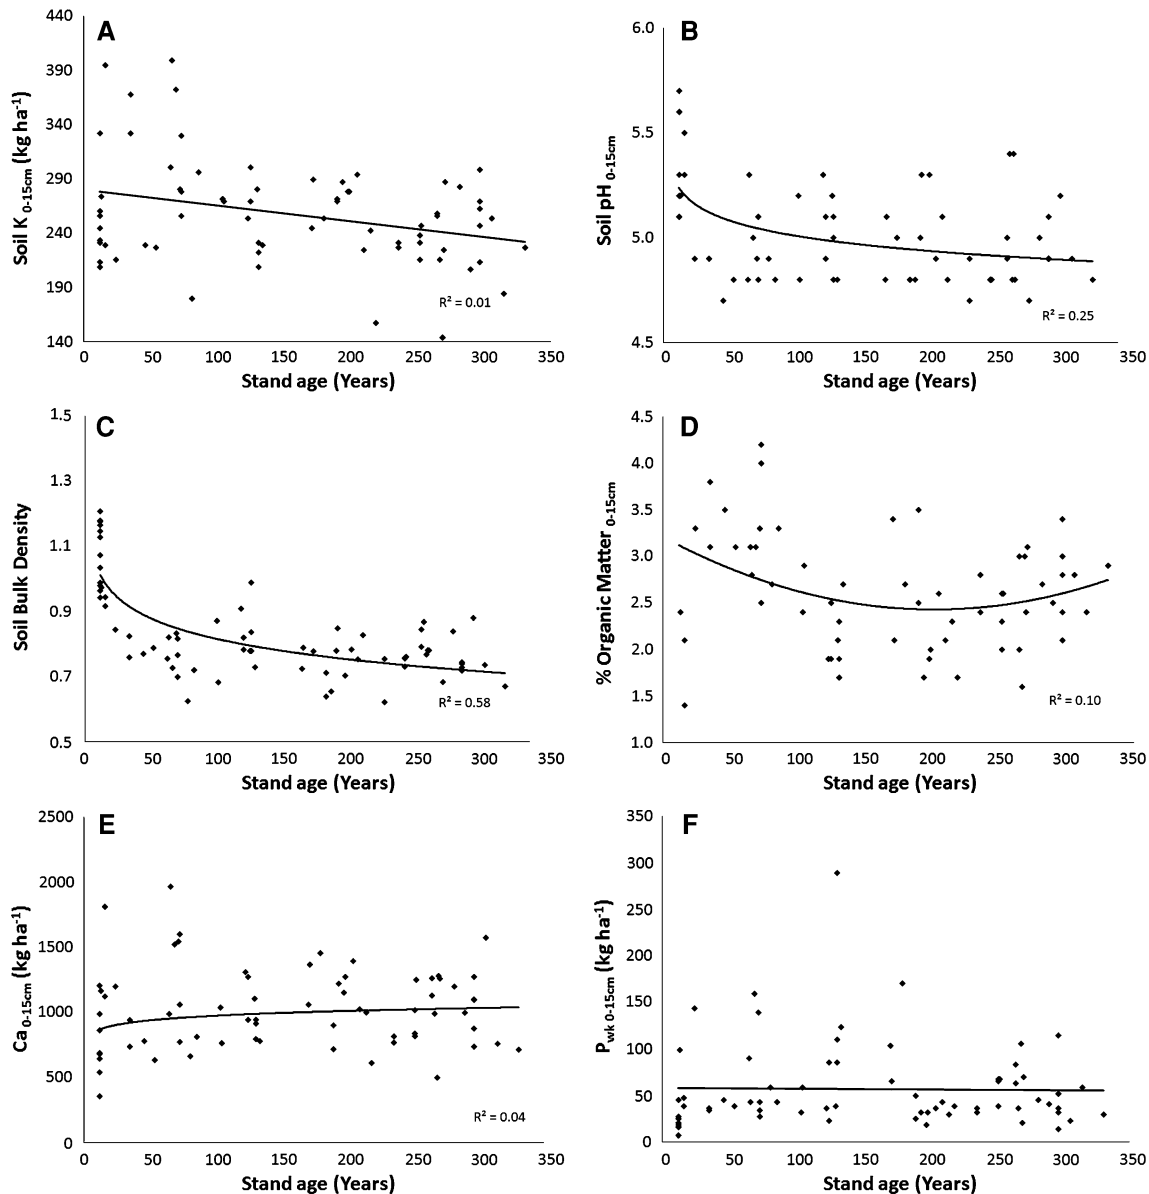 A
Soil K 0-15cm (kg ha-1)
440
390
340
290
240
190
140
R² = 0.01
0 50 100 150 200 250 300 350
Stand age (Years)
B
Soil pH 0-15cm
6.0
5.5
5.0
4.5
R² = 0.25
0 50 100 150 200 250 300 350
Stand age (Years)
C
Soil Bulk Density
1.5
1.3
1.1
0.9
0.7
0.5
R² = 0.58
0 50 100 150 200 250 300 350
Stand age (Years)
D
% Organic Matter 0-15cm
4.5
4.0
3.5
3.0
2.5
2.0
1.5
1.0
R² = 0.10
0 50 100 150 200 250 300 350
Stand age (Years)
E
Ca 0-15cm (kg ha-1)
2500
2000
1500
1000
500
0
R² = 0.04
0 50 100 150 200 250 300 350
Stand age (Years)
F
Pwk 0-15cm (kg ha-1)
350
300
250
200
150
100
50
0
0 50 100 150 200 250 300 350
Stand age (Years)